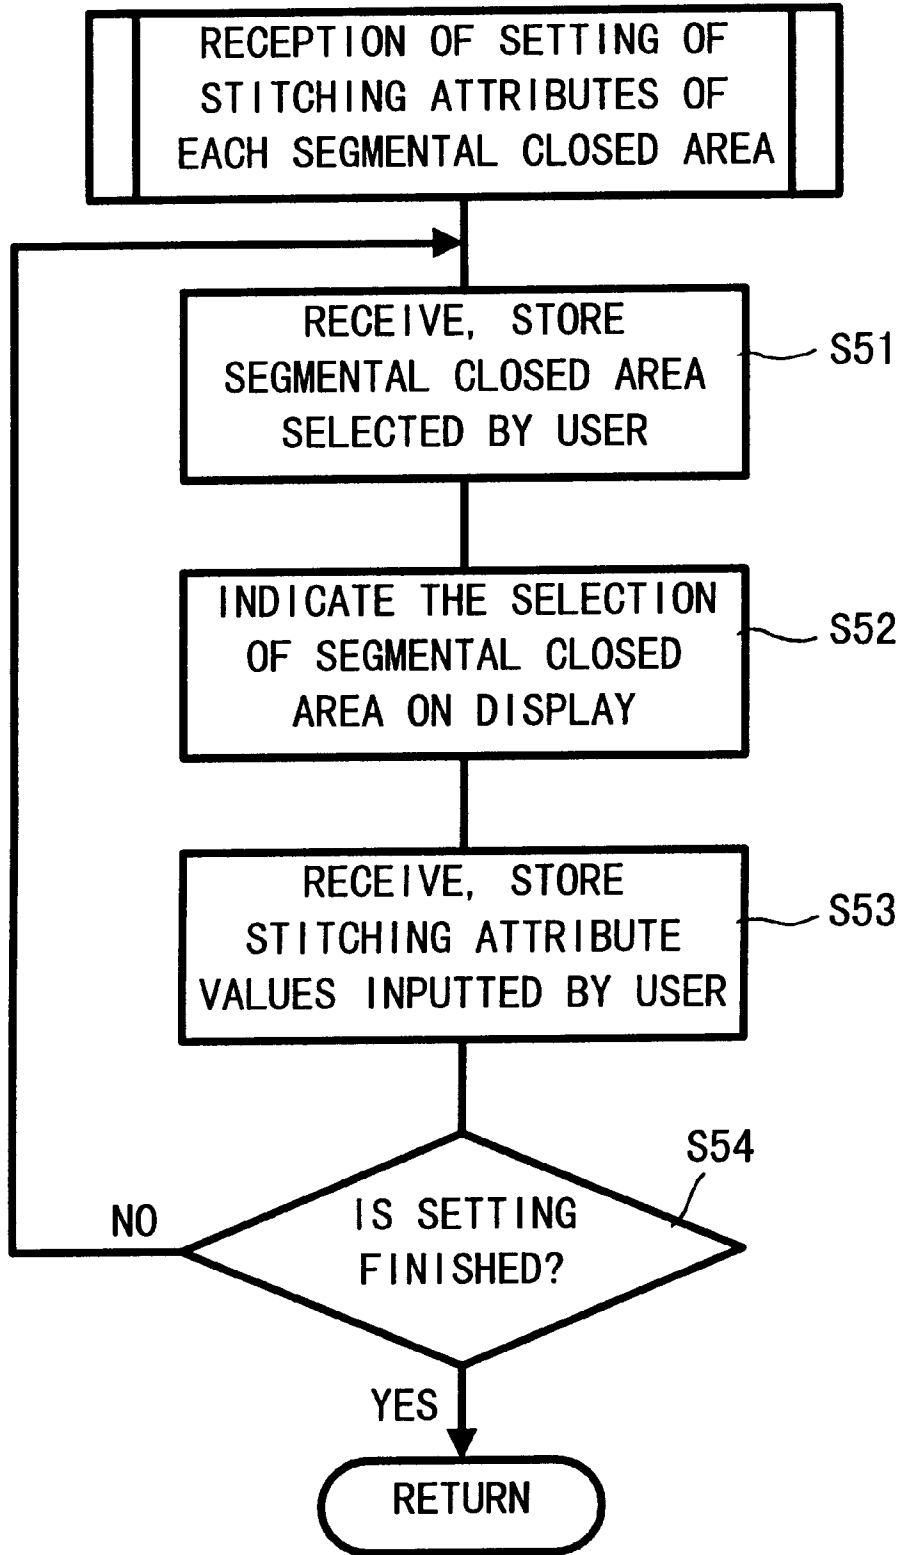 RECEPTION OF SETTING OF
STITCHING ATTRIBUTES OF
EACH SEGMENTAL CLOSED AREA
RECEIVE, STORE
SEGMENTAL CLOSED AREA
SELECTED BY USER
S51
INDICATE THE SELECTION
OF SEGMENTAL CLOSED
AREA ON DISPLAY
S52
RECEIVE, STORE
STITCHING ATTRIBUTE
VALUES INPUTTED BY USER
S53
S54
IS SETTING
FINISHED?
NO
YES
RETURN